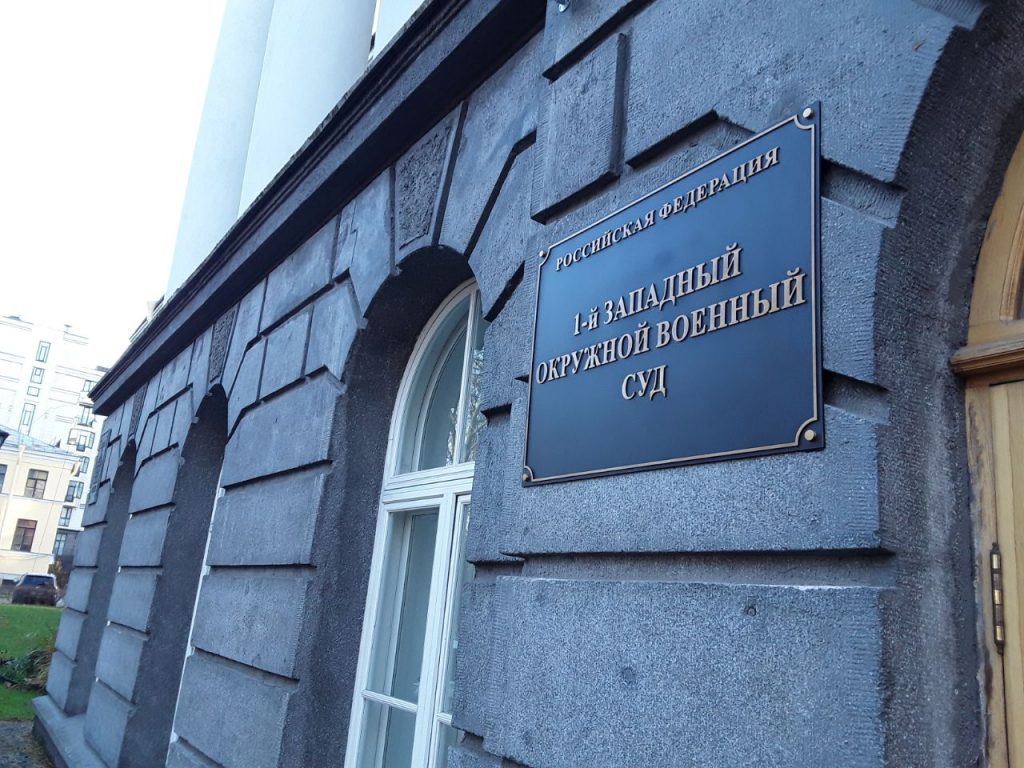 РОССИЙСКАЯ ФЕДЕРАЦИЯ
1-й ЗАПАДНЫЙ
ОКРУЖНОЙ ВОЕННЫЙ
СУД